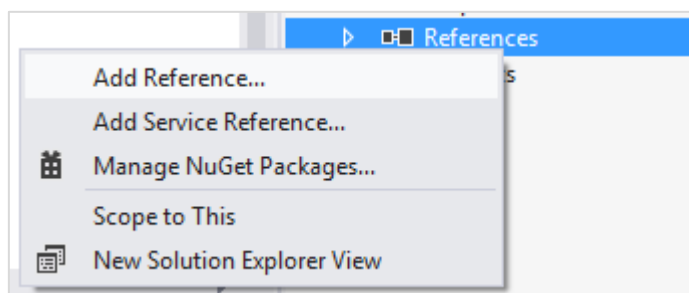 References
Add Reference...
Add Service Reference...
Manage NuGet Packages...
Scope to This
New Solution Explorer View